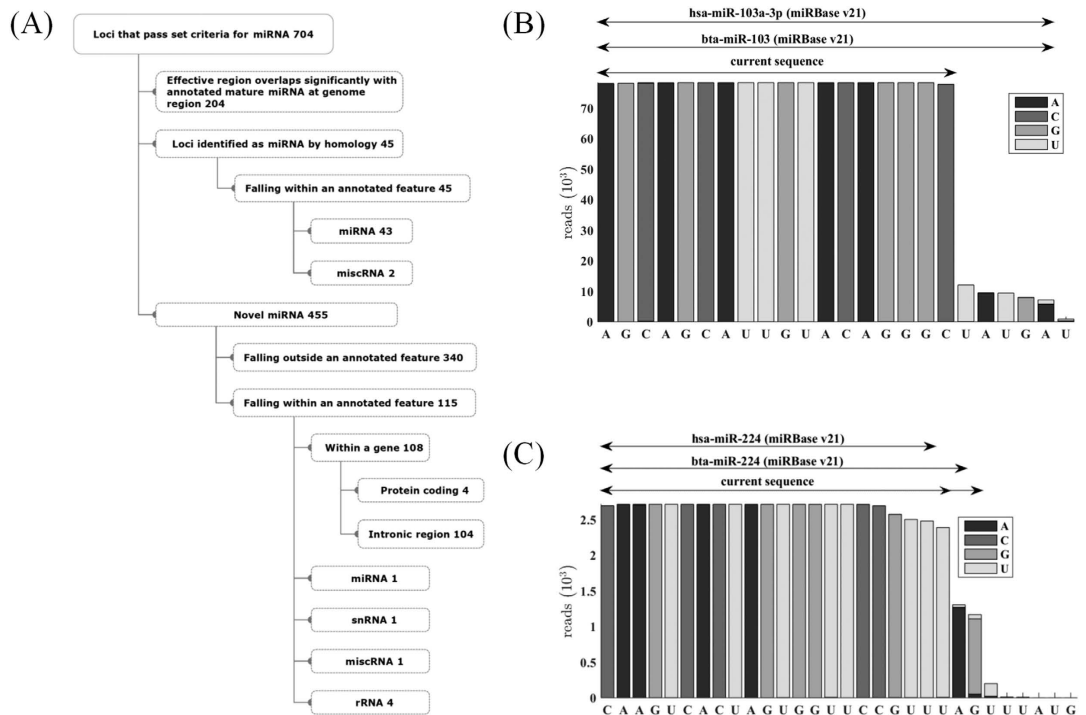 (A)
Loci that pass set criteria for miRNA 704
Effective region overlaps significantly with
annotated mature miRNA at genome
region 204
Loci identified as miRNA by homology 45
Falling within an annotated feature 45
miRNA 43
miscRNA 2
Novel miRNA 455
Falling outside an annotated feature 340
Falling within an annotated feature 115
Within a gene 108
Protein coding 4
Intronic region 104
miRNA 1
snRNA 1
miscRNA 1
rRNA 4
(B)
hsa-miR-103a-3p (miRBase v21)
bta-miR-103 (miRBase v21)
current sequence
A
C
G
U
reads (10³)
70
60
50
40
30
20
10
0
A G C A G C A U U G U A C A G G G C U A U G A U
(C)
hsa-miR-224 (miRBase v21)
bta-miR-224 (miRBase v21)
current sequence
A
C
G
U
reads (10³)
2.5
2
1.5
1
0.5
0
C A A G U C A C U A G U G G U U C C G U U U A G U U U A U G